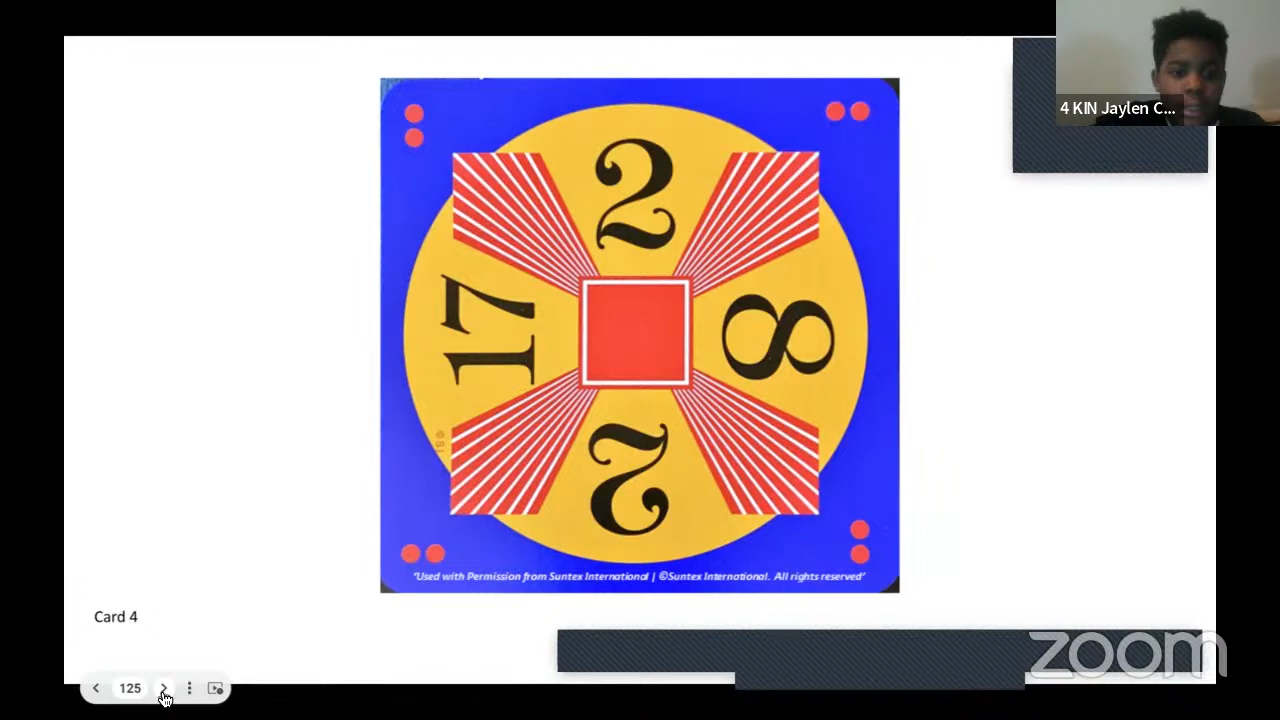 4 KIN Jaylen C...
2
17
8
2
©SI
"Used with Permission from Suntex International | ©Suntex International. All rights reserved"
Card 4
zoom
125